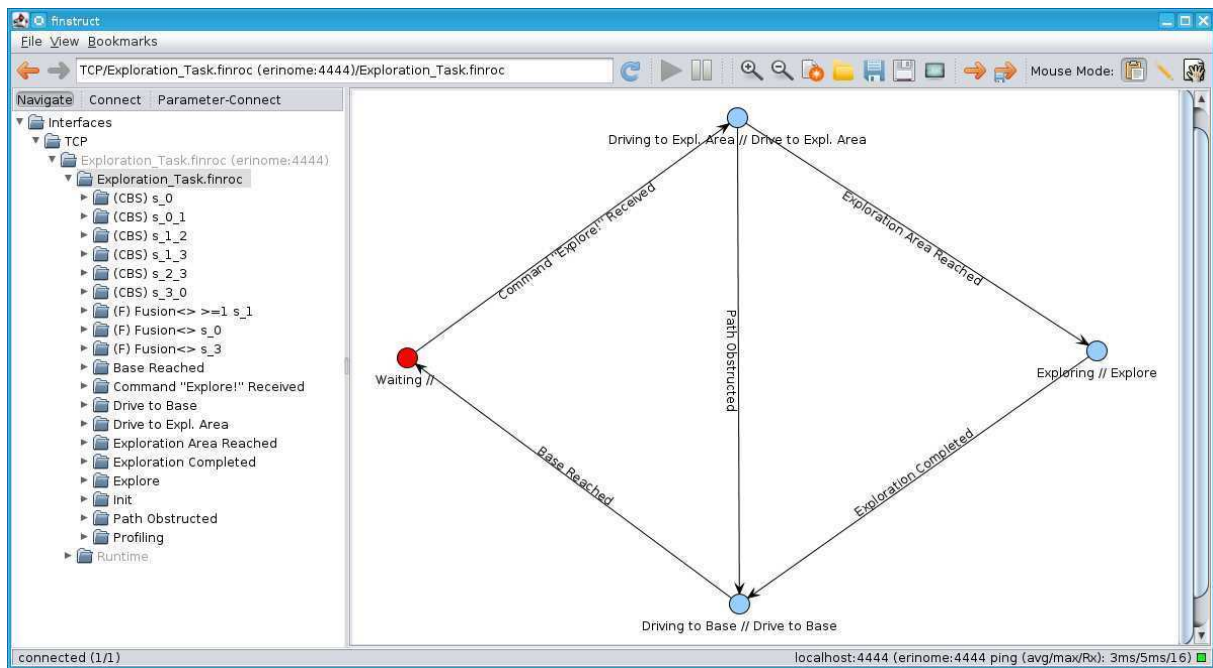 finstruct
File View Bookmarks
TCP/Exploration_Task.finroc (erinome:4444)/Exploration_Task.finroc
Mouse Mode:
Navigate Connect Parameter-Connect
Interfaces
TCP
Exploration_Task.finroc (erinome:4444)
Exploration_Task.finroc
(CBS) s_0
(CBS) s_0_1
(CBS) s_1_2
(CBS) s_1_3
(CBS) s_2_3
(CBS) s_3_0
(F) Fusion<> >=1 s_1
(F) Fusion<> s_0
(F) Fusion<> s_3
Base Reached
Command "Explore!" Received
Drive to Base
Drive to Expl. Area
Exploration Area Reached
Exploration Completed
Explore
Init
Path Obstructed
Profiling
Runtime
Driving to Expl. Area // Drive to Expl. Area
Command "Explore!" Received
Exploration Area Reached
Path Obstructed
Waiting //
Exploring // Explore
Base Reached
Exploration Completed
Driving to Base // Drive to Base
connected (1/1)
localhost:4444 (erinome:4444 ping (avg/max/Rx): 3ms/5ms/16)